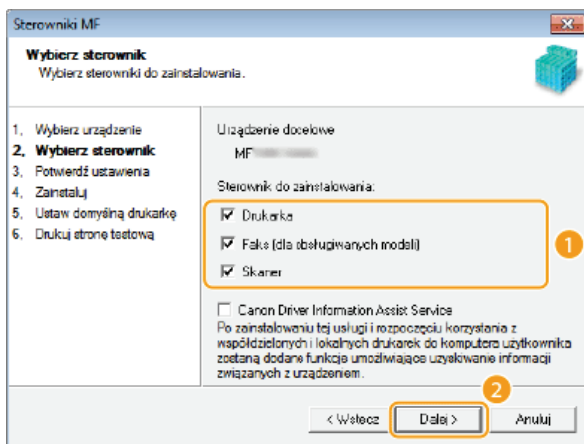 Sterowniki MF
Wybierz sterownik
Wybierz sterowniki do zainstalowania.
1. Wybierz urządzenie
2. Wybierz sterownik
3. Potwierdź ustawienia
4. Zainstaluj
5. Ustaw domyślną drukarkę
6. Drukuj stronę testową
Urządzenie docelowe
MF
Sterownik do zainstalowania:
Drukarka
Faks (dla obsługiwanych modeli)
Skaner
1
Canon Driver Information Assist Service
Po zainstalowaniu tej usługi i rozpoczęciu korzystania z
współdzielonych i lokalnych drukarek do komputera użytkownika
zostaną dodane funkcje umożliwiające uzyskiwanie informacji
związanych z urządzeniem.
2
< Wstecz
Dalej >
Anuluj